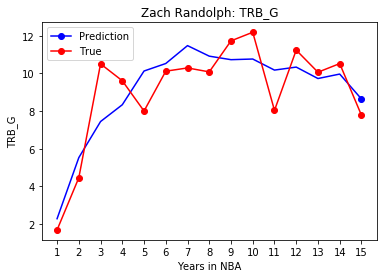 Zach Randolph: TRB_G
Prediction
True
TRB_G
12
10
8
6
4
2
1 2 3 4 5 6 7 8 9 10 11 12 13 14 15
Years in NBA